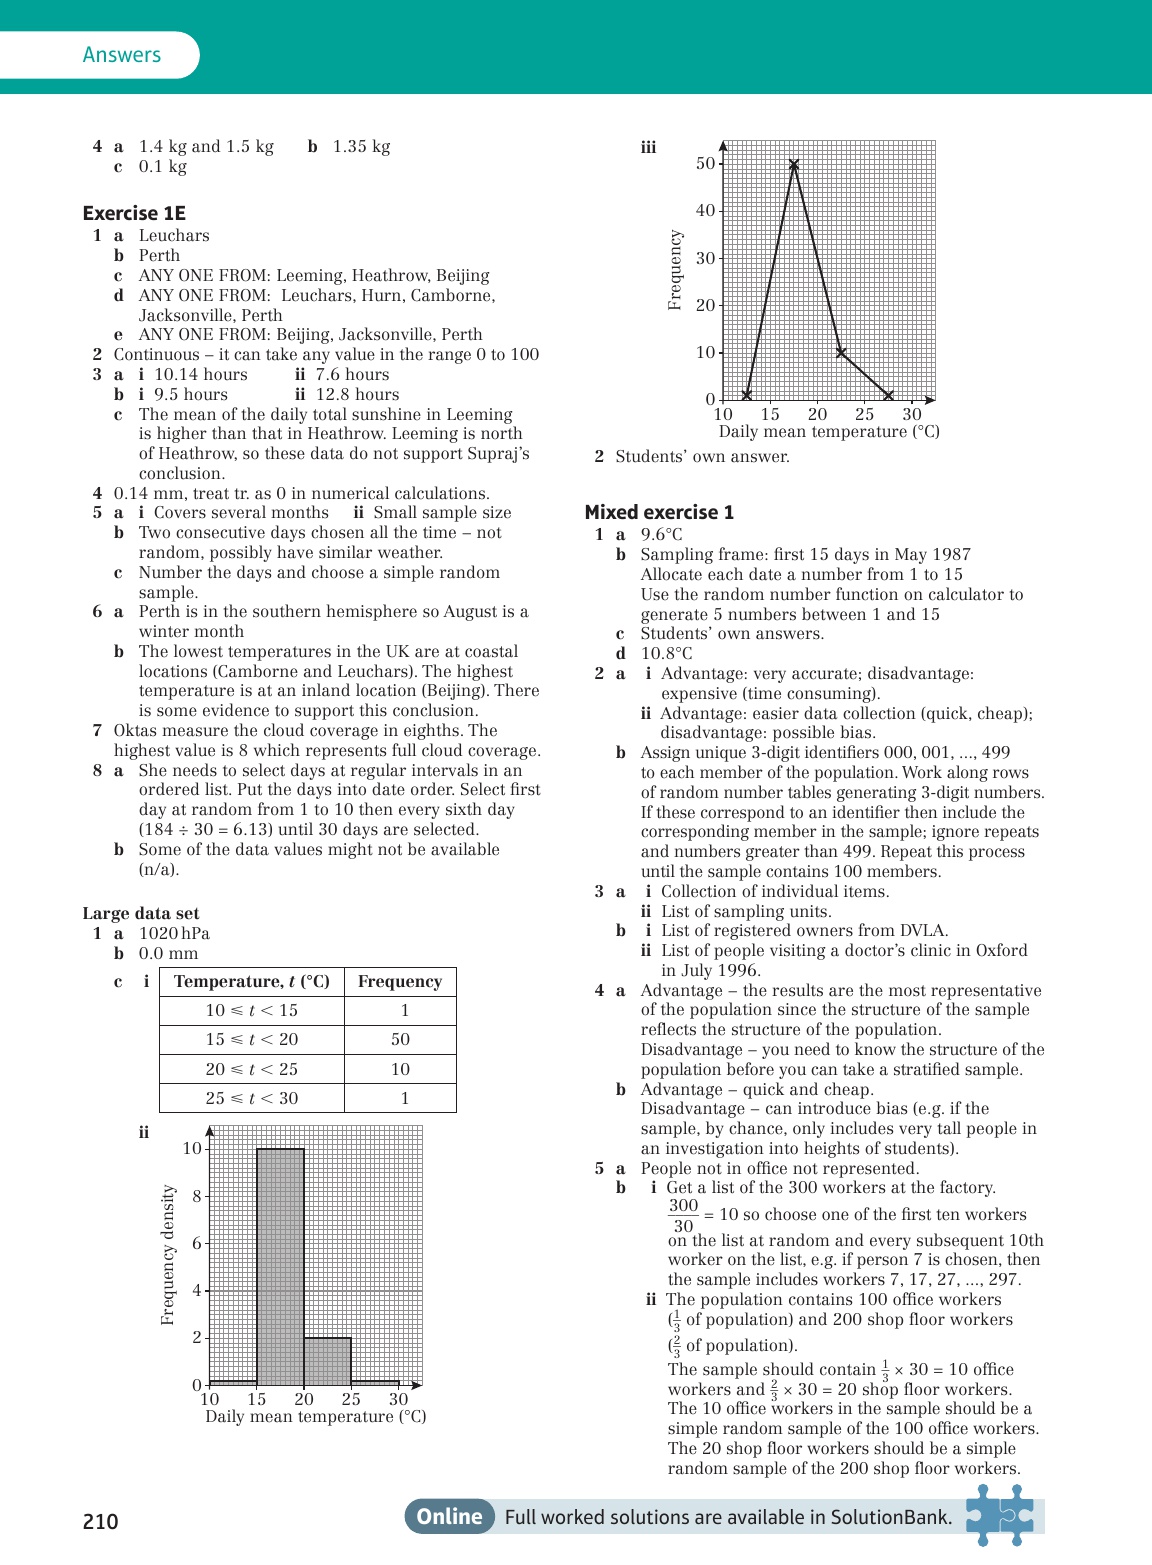 Answers
4 a 1.4 kg and 1.5 kg b 1.35 kg
c 0.1 kg
Exercise 1E
1 a Leuchars
b Perth
c ANY ONE FROM: Leeming, Heathrow, Beijing
d ANY ONE FROM: Leuchars, Hurn, Camborne,
Jacksonville, Perth
e ANY ONE FROM: Beijing, Jacksonville, Perth
2 Continuous – it can take any value in the range 0 to 100
3 a i 10.14 hours ii 7.6 hours
b i 9.5 hours ii 12.8 hours
c The mean of the daily total sunshine in Leeming
is higher than that in Heathrow. Leeming is north
of Heathrow, so these data do not support Supraj’s
conclusion.
4 0.14 mm, treat tr. as 0 in numerical calculations.
5 a i Covers several months ii Small sample size
b Two consecutive days chosen all the time – not
random, possibly have similar weather.
c Number the days and choose a simple random
sample.
6 a Perth is in the southern hemisphere so August is a
winter month
b The lowest temperatures in the UK are at coastal
locations (Camborne and Leuchars). The highest
temperature is at an inland location (Beijing). There
is some evidence to support this conclusion.
7 Oktas measure the cloud coverage in eighths. The
highest value is 8 which represents full cloud coverage.
8 a She needs to select days at regular intervals in an
ordered list. Put the days into date order. Select first
day at random from 1 to 10 then every sixth day
(184 ÷ 30 = 6.13) until 30 days are selected.
b Some of the data values might not be available
(n/a).
Large data set
1 a 1020 hPa
b 0.0 mm
c i Temperature, t (°C) Frequency
10 ⩽ t < 15 1
15 ⩽ t < 20 50
20 ⩽ t < 25 10
25 ⩽ t < 30 1
ii
10
8
6
4
2
0
Frequency density
10 15 20 25 30
Daily mean temperature (°C)
iii
50
40
30
20
10
0
Frequency
10 15 20 25 30
Daily mean temperature (°C)
2 Students’ own answer.
Mixed exercise 1
1 a 9.6°C
b Sampling frame: first 15 days in May 1987
Allocate each date a number from 1 to 15
Use the random number function on calculator to
generate 5 numbers between 1 and 15
c Students’ own answers.
d 10.8°C
2 a i Advantage: very accurate; disadvantage:
expensive (time consuming).
ii Advantage: easier data collection (quick, cheap);
disadvantage: possible bias.
b Assign unique 3-digit identifiers 000, 001, ..., 499
to each member of the population. Work along rows
of random number tables generating 3-digit numbers.
If these correspond to an identifier then include the
corresponding member in the sample; ignore repeats
and numbers greater than 499. Repeat this process
until the sample contains 100 members.
3 a i Collection of individual items.
ii List of sampling units.
b i List of registered owners from DVLA.
ii List of people visiting a doctor’s clinic in Oxford
in July 1996.
4 a Advantage – the results are the most representative
of the population since the structure of the sample
reflects the structure of the population.
Disadvantage – you need to know the structure of the
population before you can take a stratified sample.
b Advantage – quick and cheap.
Disadvantage – can introduce bias (e.g. if the
sample, by chance, only includes very tall people in
an investigation into heights of students).
5 a People not in office not represented.
b i Get a list of the 300 workers at the factory.
300/30 = 10 so choose one of the first ten workers
on the list at random and every subsequent 10th
worker on the list, e.g. if person 7 is chosen, then
the sample includes workers 7, 17, 27, ..., 297.
ii The population contains 100 office workers
(1/3 of population) and 200 shop floor workers
(2/3 of population).
The sample should contain 1/3 × 30 = 10 office
workers and 2/3 × 30 = 20 shop floor workers.
The 10 office workers in the sample should be a
simple random sample of the 100 office workers.
The 20 shop floor workers should be a simple
random sample of the 200 shop floor workers.
210
Online Full worked solutions are available in SolutionBank.